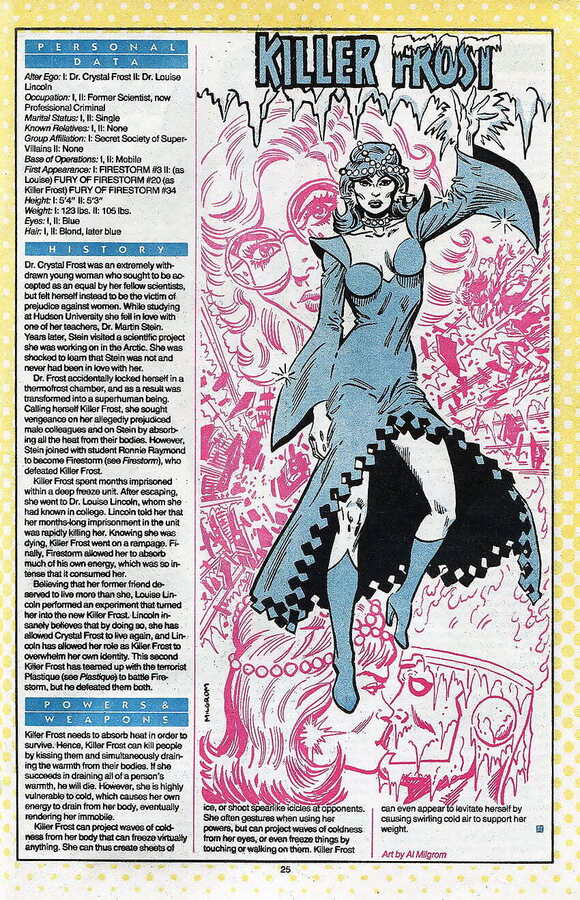 KILLER FROST
PERSONAL
DATA
Alter Ego: I: Dr. Crystal Frost II: Dr. Louise
Lincoln
Occupation: I, II: Former Scientist, now
Professional Criminal
Marital Status: I, II: Single
Known Relatives: I, II: None
Group Affiliation: I: Secret Society of Super-
Villains II: None
Base of Operations: I, II: Mobile
First Appearance: I: FIRESTORM #3 II: (as
Louise) FURY OF FIRESTORM #20 (as
Killer Frost) FURY OF FIRESTORM #34
Height: I: 5'4" II: 5'3"
Weight: I: 123 lbs. II: 105 lbs.
Eyes: I, II: Blue
Hair: I, II: Blond, later blue
HISTORY
Dr. Crystal Frost was an extremely with-
drawn young woman who sought to be ac-
cepted as an equal by her fellow scientists,
but felt herself instead to be the victim of
prejudice against women. While studying
at Hudson University she fell in love with
one of her teachers, Dr. Martin Stein.
Years later, Stein visited a scientific project
she was working on in the Arctic. She was
shocked to learn that Stein was not and
never had been in love with her.
Dr. Frost accidentally locked herself in a
thermofrost chamber, and as a result was
transformed into a superhuman being.
Calling herself Killer Frost, she sought
vengeance on her allegedly prejudiced
male colleagues and on Stein by absorb-
ing all the heat from their bodies. However,
Stein joined with student Ronnie Raymond
to become Firestorm (see Firestorm), who
defeated Killer Frost.
Killer Frost spent months imprisoned
within a deep freeze unit. After escaping,
she went to Dr. Louise Lincoln, whom she
had known in college. Lincoln told her that
her months-long imprisonment in the unit
was rapidly killing her. Knowing she was
dying, Killer Frost went on a rampage. Fi-
nally, Firestorm allowed her to absorb
much of his own energy, which was so in-
tense that it consumed her.
Believing that her former friend de-
served to live more than she, Louise Lin-
coln performed an experiment that turned
her into the new Killer Frost. Lincoln in-
sanely believes that by doing so, she has
allowed Crystal Frost to live again, and Lin-
coln has allowed her role as Killer Frost to
overwhelm her own identity. This second
Killer Frost has teamed up with the terrorist
Plastique (see Plastique) to battle Fire-
storm, but he defeated them both.
POWERS &
WEAPONS
Killer Frost needs to absorb heat in order to
survive. Hence, Killer Frost can kill people
by kissing them and simultaneously drain-
ing the warmth from their bodies. If she
succeeds in draining all of a person's
warmth, he will die. However, she is highly
vulnerable to cold, which causes her own
energy to drain from her body, eventually
rendering her immobile.
Killer Frost can project waves of cold-
ness from her body that can freeze virtually
anything. She can thus create sheets of
ice, or shoot spearlike icicles at opponents.
She often gestures when using her
powers, but can project waves of coldness
from her eyes, or even freeze things by
touching or walking on them. Killer Frost
can even appear to levitate herself by
causing swirling cold air to support her
weight.
Art by Al Milgrom
MILGROM
25